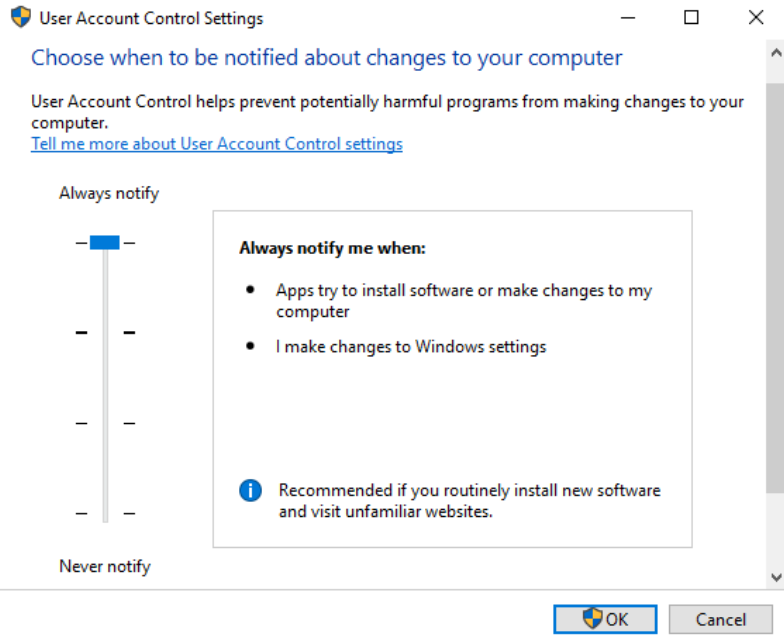 User Account Control Settings
Choose when to be notified about changes to your computer
User Account Control helps prevent potentially harmful programs from making changes to your
computer.
Tell me more about User Account Control settings
Always notify
Always notify me when:
Apps try to install software or make changes to my
computer
I make changes to Windows settings
Recommended if you routinely install new software
and visit unfamiliar websites.
Never notify
OK
Cancel